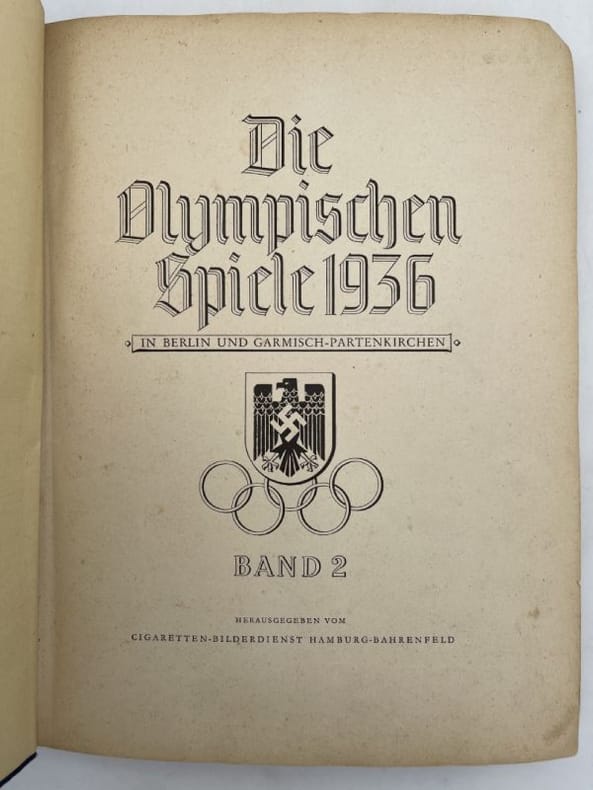 Die
Olympischen
Spiele 1936
IN BERLIN UND GARMISCH-PARTENKIRCHEN
BAND 2
HERAUSGEGEBEN VOM
CIGARETTEN-BILDERDIENST HAMBURG-BAHRENFELD